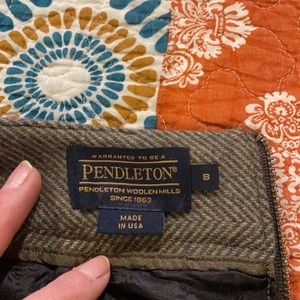 WARRANTED TO BE A
PENDLETON®
PENDLETON WOOLEN MILLS
SINCE 1863
8
MADE
IN USA